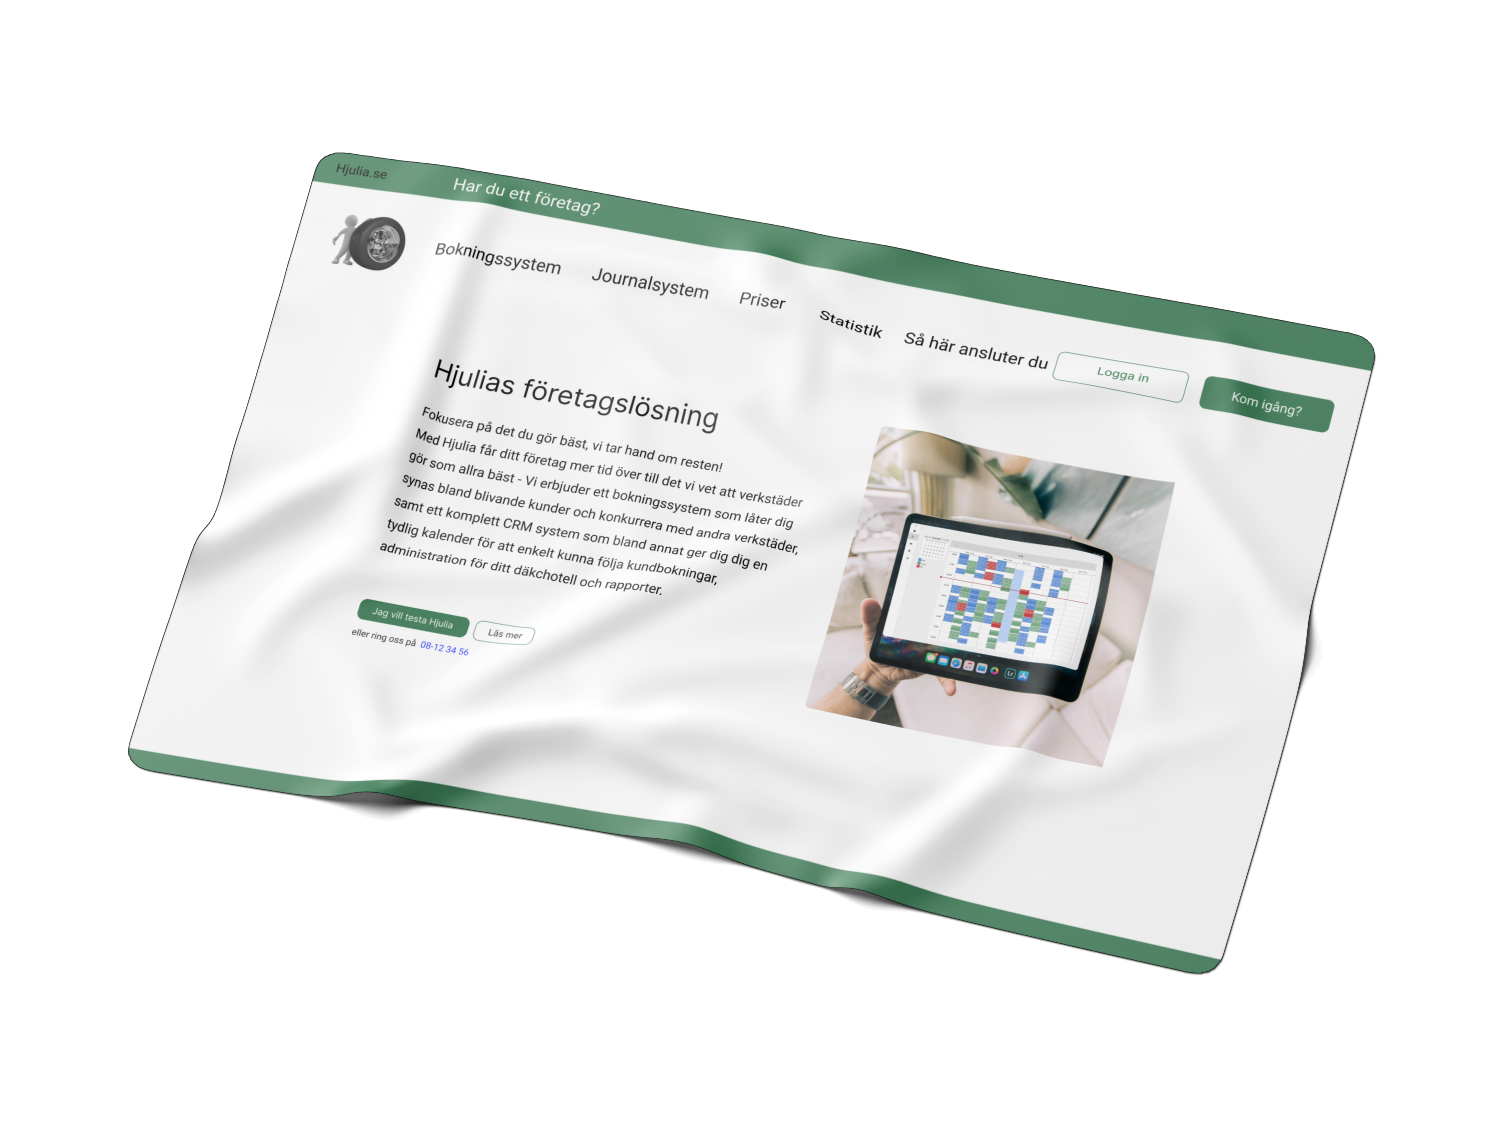 Hjulia.se
Har du ett företag?
Bokningssystem
Journalsystem
Priser
Statistik
Så här ansluter du
Logga in
Kom igång?
Hjulias företagslösning
Fokusera på det du gör bäst, vi tar hand om resten!
Med Hjulia får ditt företag mer tid över till det vi vet att verkstäder
gör som allra bäst - Vi erbjuder ett bokningssystem som låter dig
synas bland blivande kunder och konkurrera med andra verkstäder,
samt ett komplett CRM system som bland annat ger dig dig en
tydlig kalender för att enkelt kunna följa kundbokningar,
administration för ditt däckhotell och rapporter.
Jag vill testa Hjulia
Läs mer
eller ring oss på 08-12 34 56
Lr